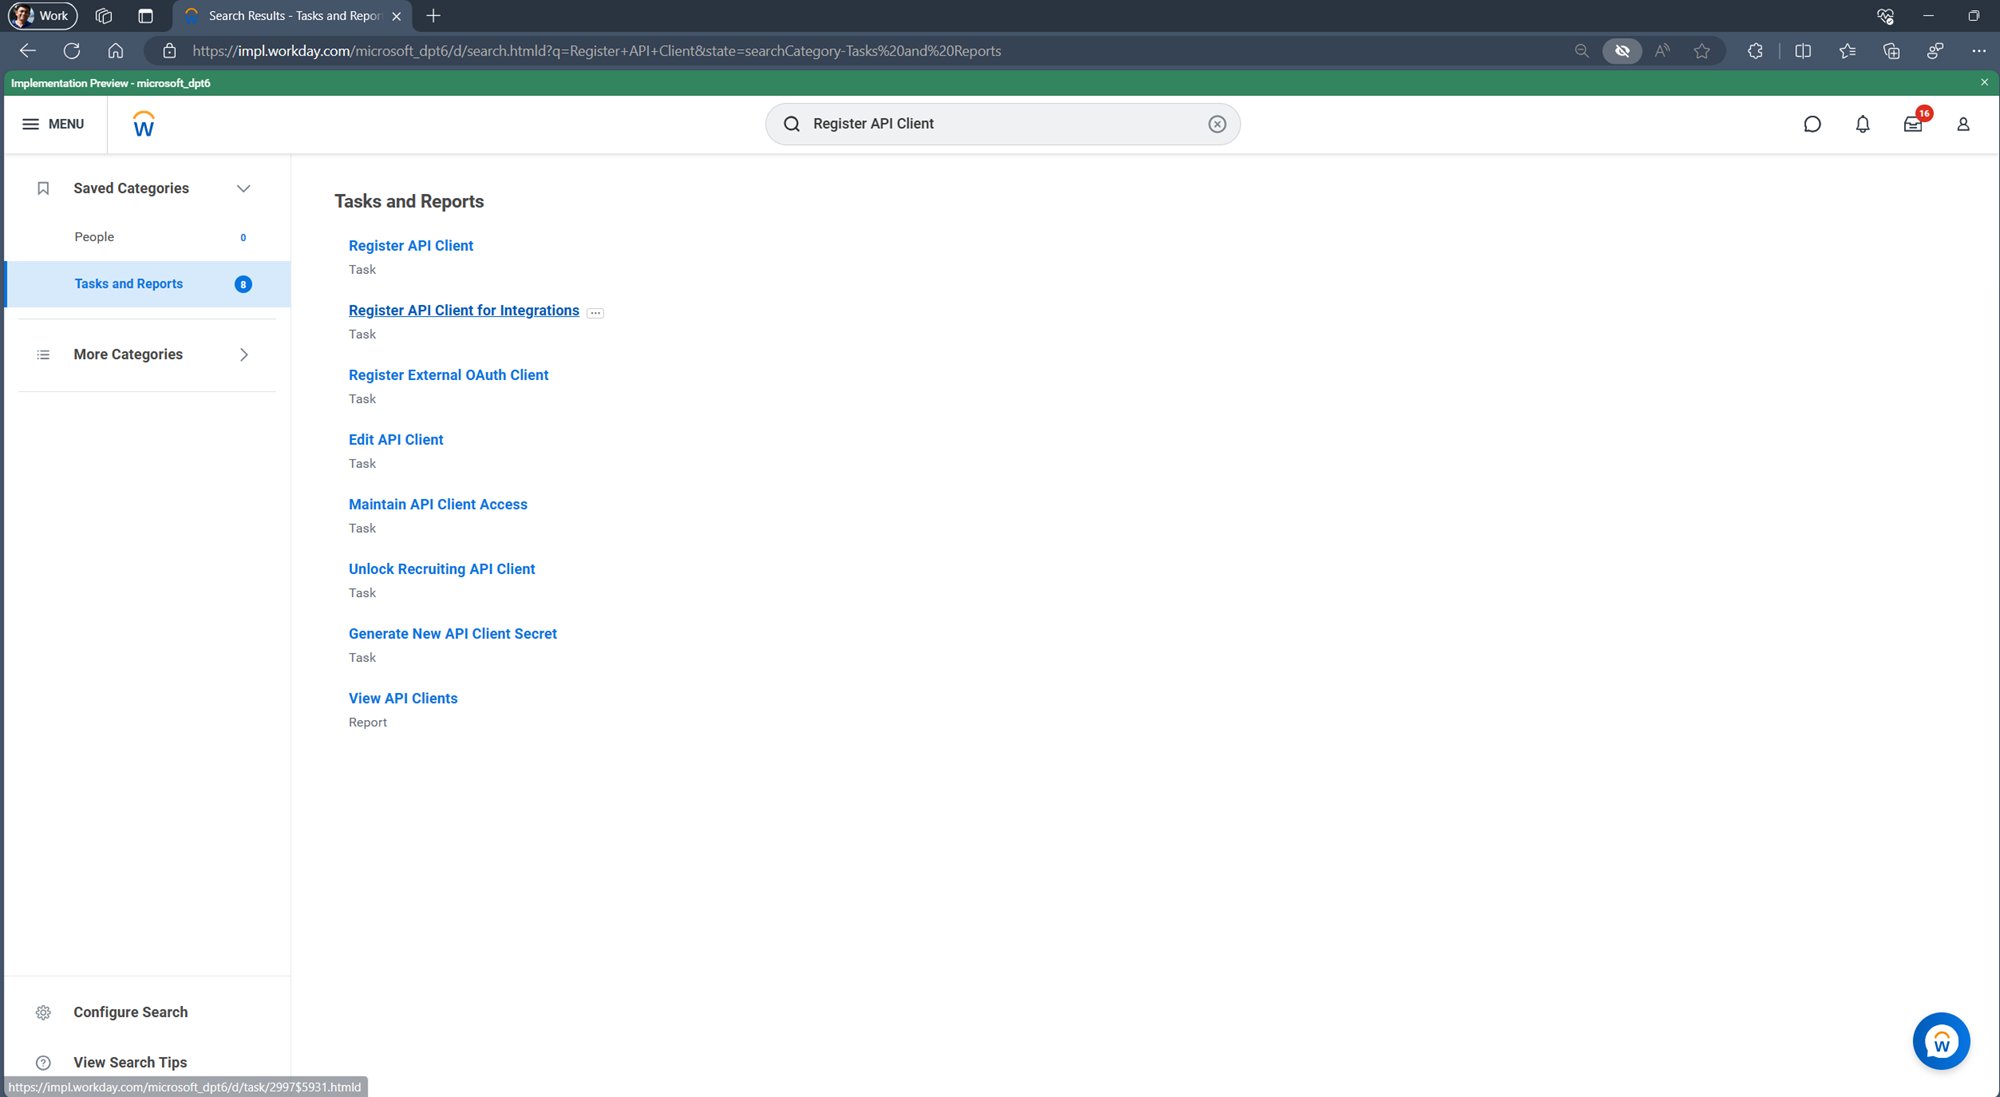 Work
Search Results - Tasks and Repor
https://impl.workday.com/microsoft_dpt6/d/search.htmld?q=Register+API+Client&state=searchCategory-Tasks%20and%20Reports
Implementation Preview - microsoft_dpt6
MENU
Register API Client
16
Saved Categories
People 0
Tasks and Reports 8
More Categories
Tasks and Reports
Register API Client
Task
Register API Client for Integrations
Task
Register External OAuth Client
Task
Edit API Client
Task
Maintain API Client Access
Task
Unlock Recruiting API Client
Task
Generate New API Client Secret
Task
View API Clients
Report
Configure Search
View Search Tips
https://impl.workday.com/microsoft_dpt6/d/task/2997$5931.htmld